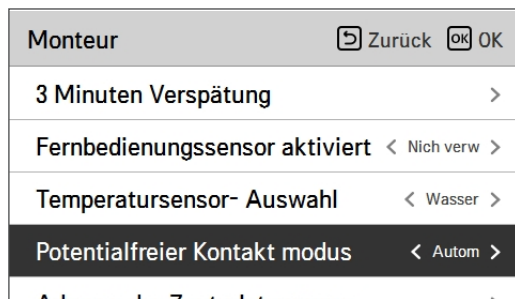 Monteur Zurück OK OK
3 Minuten Verspätung >
Fernbedienungssensor aktiviert < Nich verw >
Temperatursensor- Auswahl < Wasser >
Potentialfreier Kontakt modus < Autom >